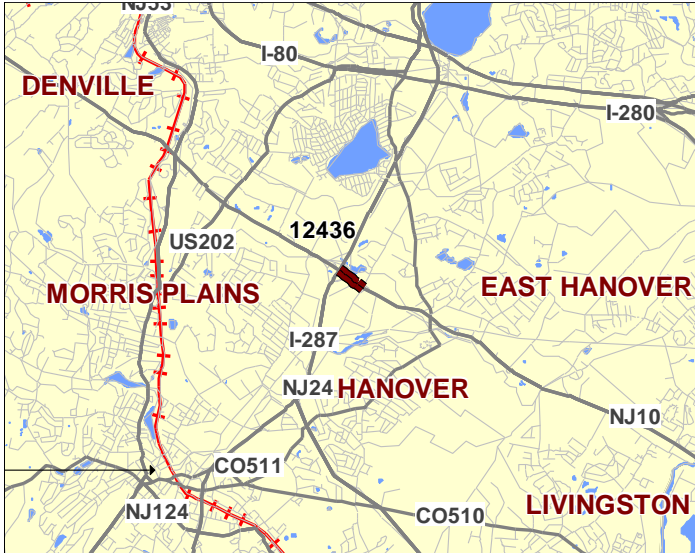 NJ53
I-80
DENVILLE
I-280
12436
US202
EAST HANOVER
MORRIS PLAINS
I-287
NJ24
HANOVER
NJ10
CO511
LIVINGSTON
NJ124
CO510